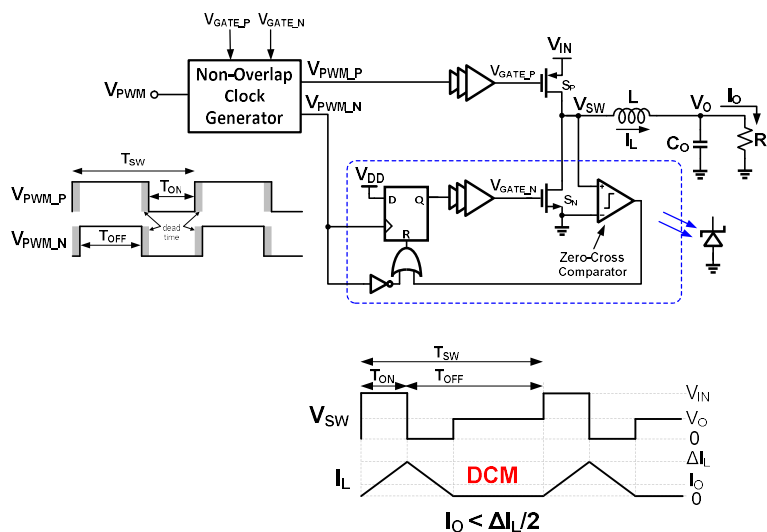 V_GATE_P V_GATE_N
V_PWM
Non-Overlap
Clock
Generator
V_PWM_P
V_PWM_N
V_GATE_P
V_IN
S_P
V_SW
L
I_L
V_O
I_O
C_O
R
T_SW
V_PWM_P
T_ON
dead
time
V_PWM_N
T_OFF
V_DD
D
Q
R
V_GATE_N
S_N
+
−
Zero-Cross
Comparator
T_SW
T_ON
T_OFF
V_SW
V_IN
V_O
0
I_L
DCM
ΔI_L
I_O
0
I_O < ΔI_L/2